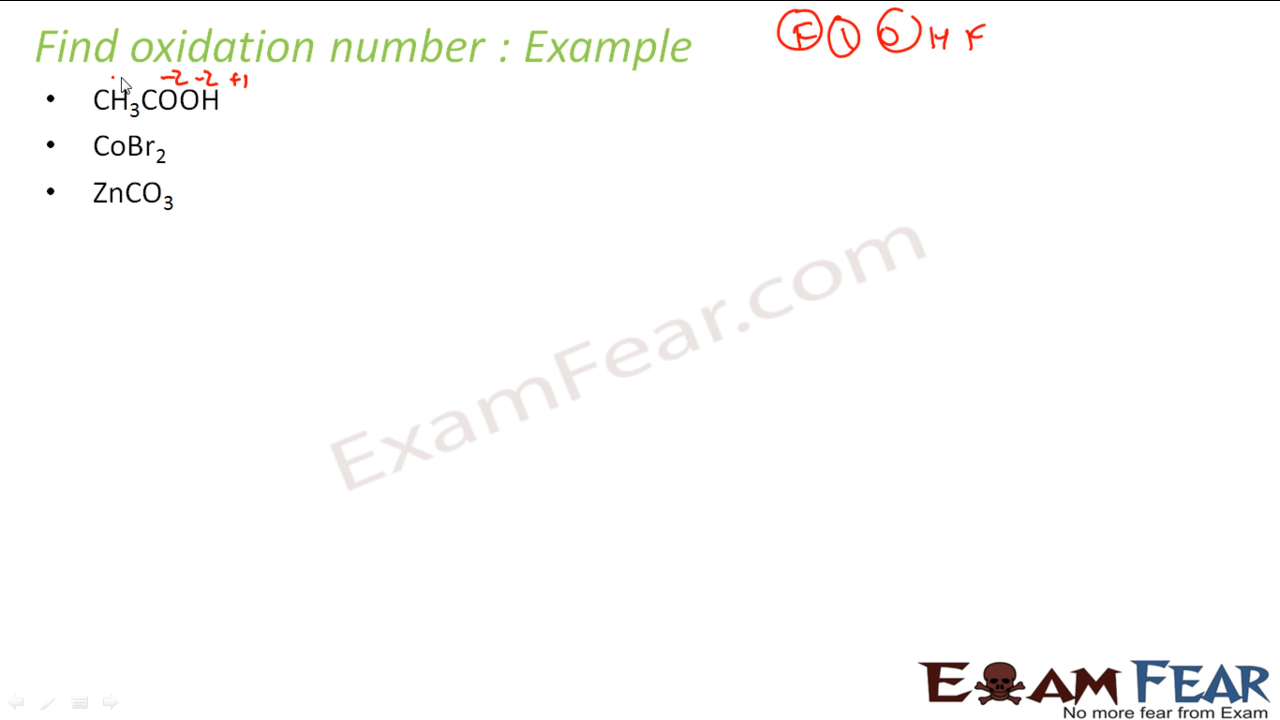 Find oxidation number : Example
E I O H F
-2 -2 +1
• CH₃COOH
• CoBr₂
• ZnCO₃
ExamFear.com
EXAM FEAR
No more fear from Exam